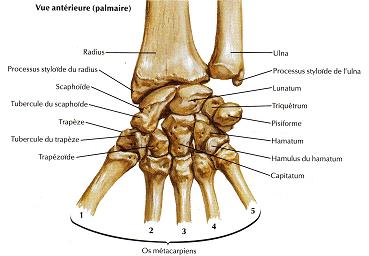 Vue antérieure (palmaire)
Radius
Processus styloïde du radius
Scaphoïde
Tubercule du scaphoïde
Trapèze
Tubercule du trapèze
Trapézoïde
Ulna
Processus styloïde de l'ulna
Lunatum
Triquétrum
Pisiforme
Hamatum
Hamulus du hamatum
Capitatum
1
2
3
4
5
Os métacarpiens